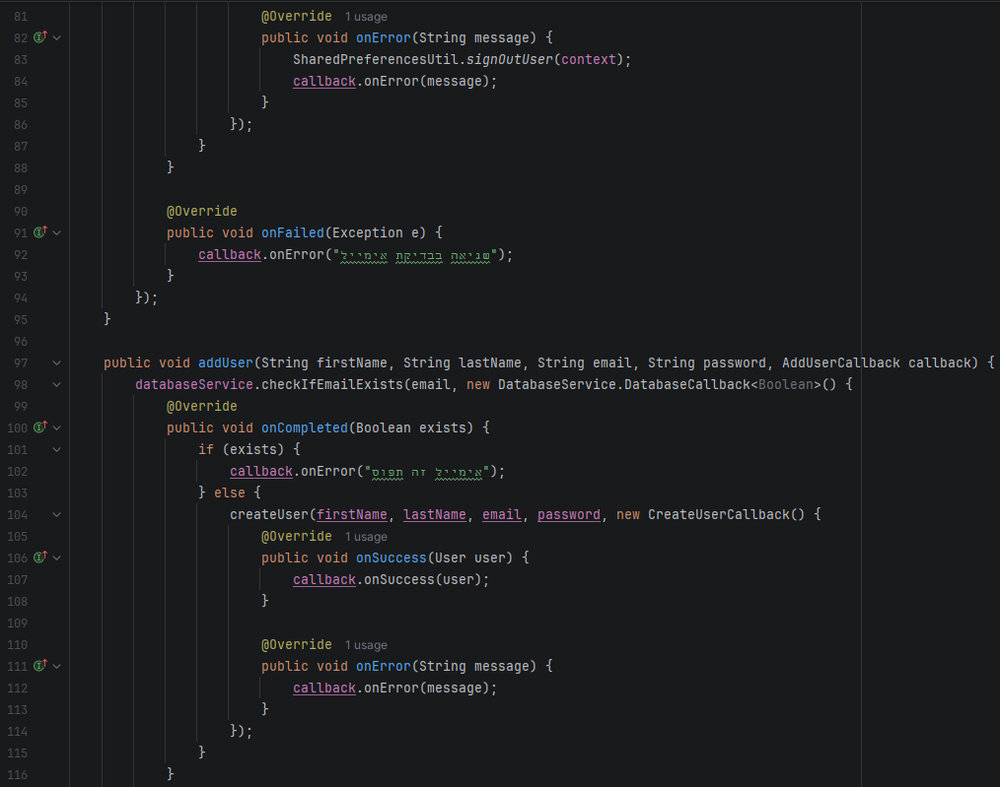 81 @Override 1 usage
82 public void onError(String message) {
83 SharedPreferencesUtil.signOutUser(context);
84 callback.onError(message);
85 }
86 });
87 }
88 }
89
90 @Override
91 public void onFailed(Exception e) {
92 callback.onError("שגיאה בבדיקת אימייל");
93 }
94 });
95 }
96
97 public void addUser(String firstName, String lastName, String email, String password, AddUserCallback callback) {
98 databaseService.checkIfEmailExists(email, new DatabaseService.DatabaseCallback<Boolean>() {
99 @Override
100 public void onCompleted(Boolean exists) {
101 if (exists) {
102 callback.onError("אימייל זה תפוס");
103 } else {
104 createUser(firstName, lastName, email, password, new CreateUserCallback() {
105 @Override 1 usage
106 public void onSuccess(User user) {
107 callback.onSuccess(user);
108 }
109
110 @Override 1 usage
111 public void onError(String message) {
112 callback.onError(message);
113 }
114 });
115 }
116 }